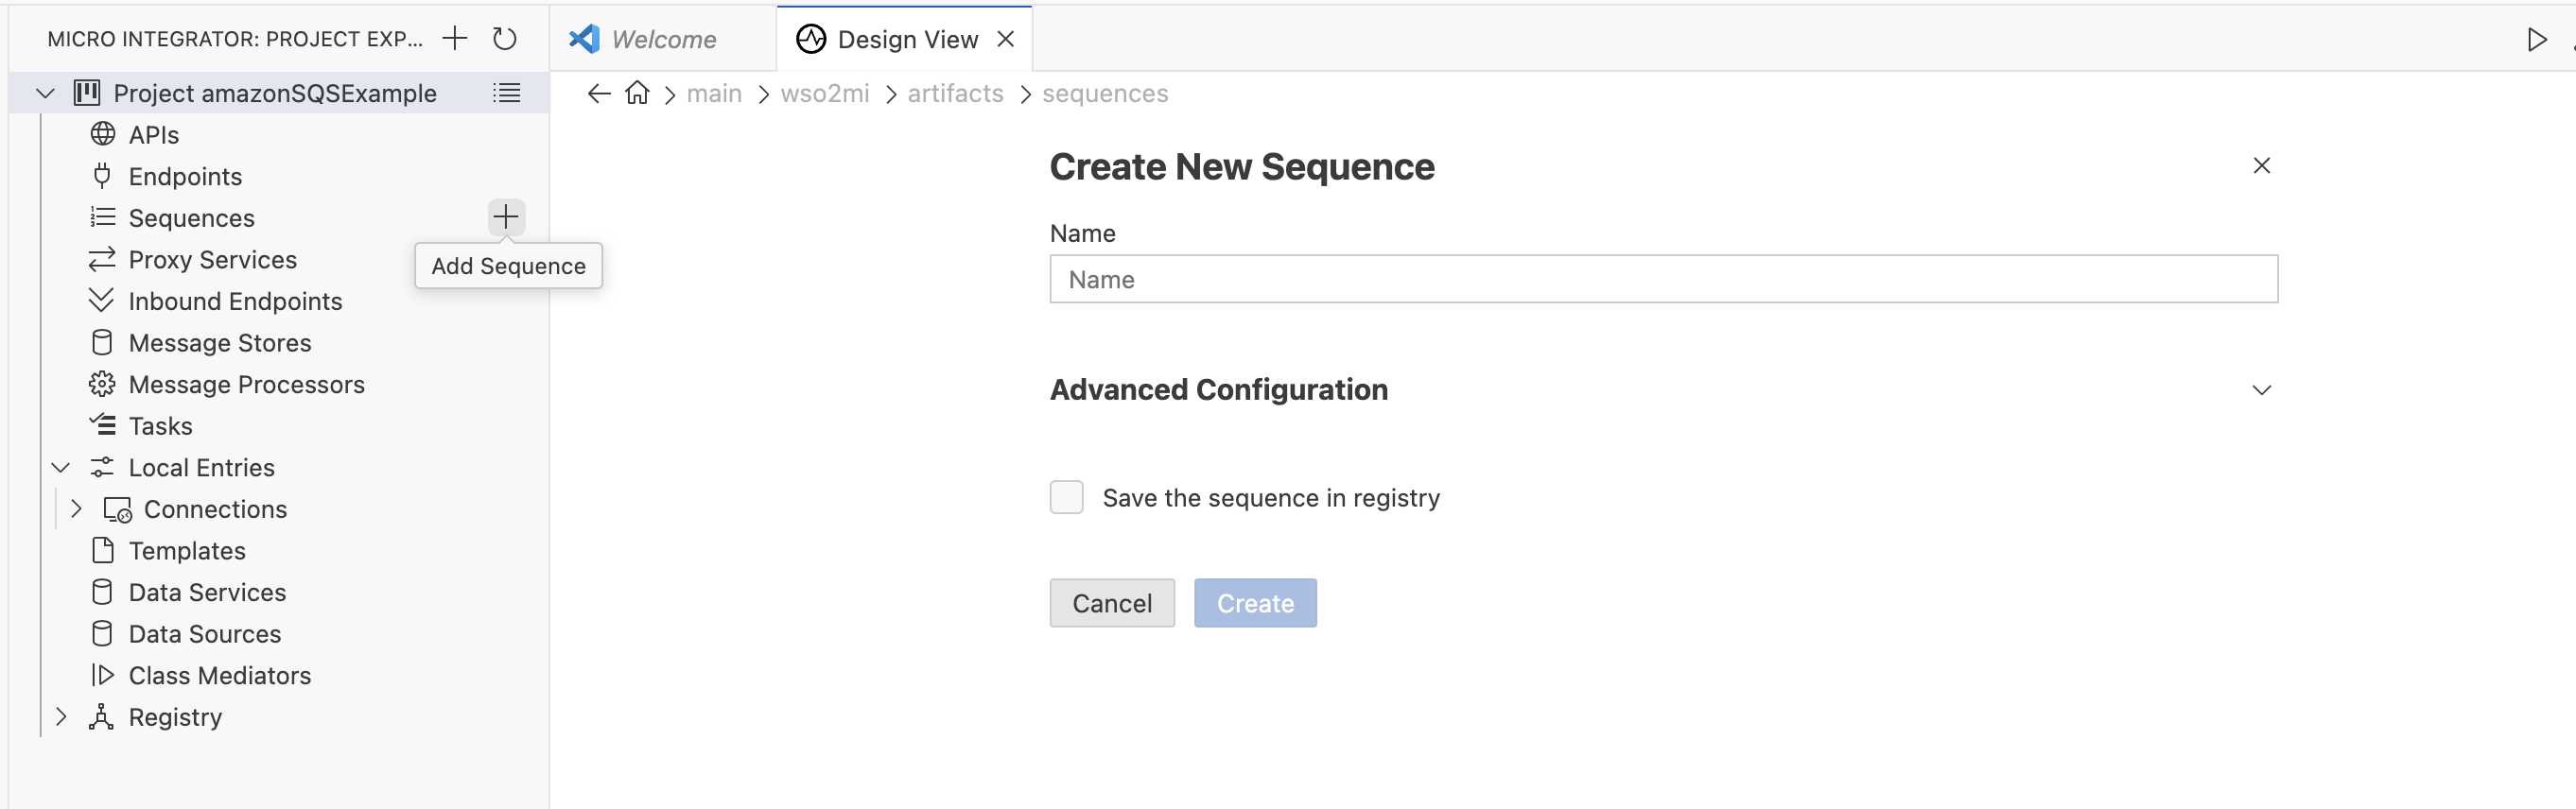 MICRO INTEGRATOR: PROJECT EXP...
Project amazonSQSExample
APIs
Endpoints
Sequences
Proxy Services
Inbound Endpoints
Message Stores
Message Processors
Tasks
Local Entries
Connections
Templates
Data Services
Data Sources
Class Mediators
Registry
Add Sequence
Welcome
Design View
main > wso2mi > artifacts > sequences
Create New Sequence
Name
Name
Advanced Configuration
Save the sequence in registry
Cancel Create